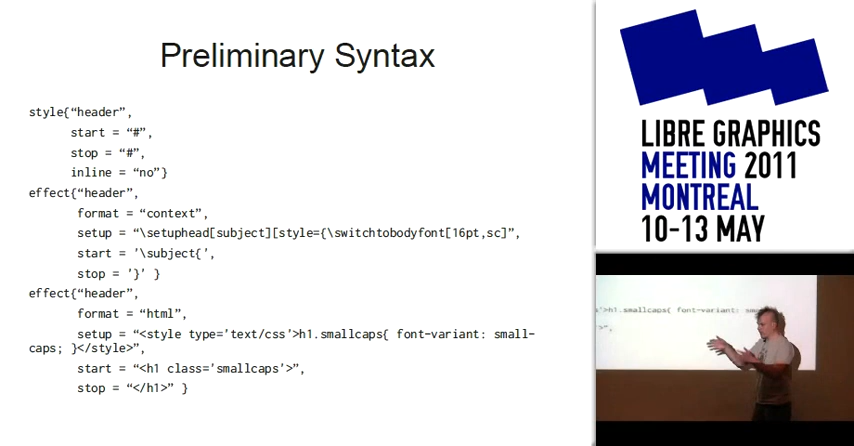 Preliminary Syntax
style{“header”,
start = “#”,
stop = “#”,
inline = “no”}
effect{“header”,
format = “context”,
setup = “\setuphead[subject][style={\switchtobodyfont[16pt,sc]”,
start = '\subject{',
stop = '}' }
effect{“header”,
format = “html”,
setup = “<style type='text/css'>h1.smallcaps{ font-variant: small-
caps; }</style>”,
start = “<h1 class='smallcaps'>”,
stop = “</h1>” }
LIBRE GRAPHICS
MEETING 2011
MONTREAL
10-13 MAY
'>h1.smallcaps{ font-variant: